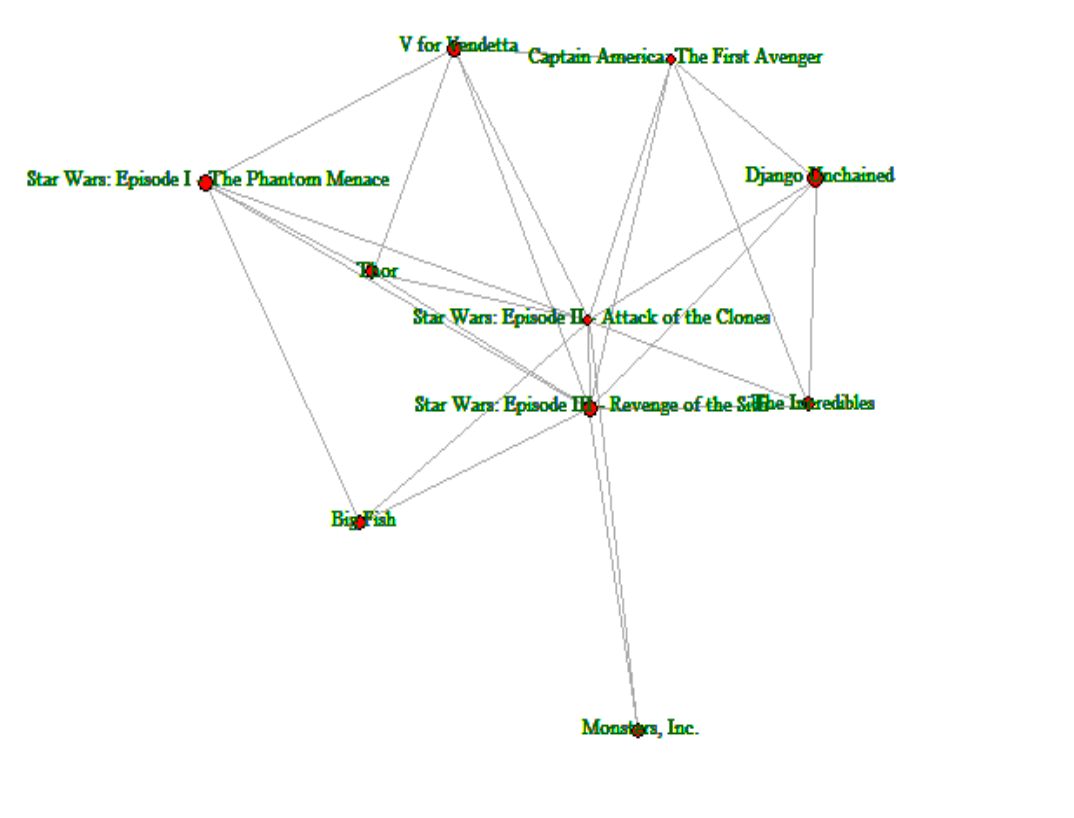 V for Vendetta
Captain America: The First Avenger
Star Wars: Episode I - The Phantom Menace
Django Unchained
Thor
Star Wars: Episode II - Attack of the Clones
Star Wars: Episode III - Revenge of the Sith
The Incredibles
Big Fish
Monsters, Inc.